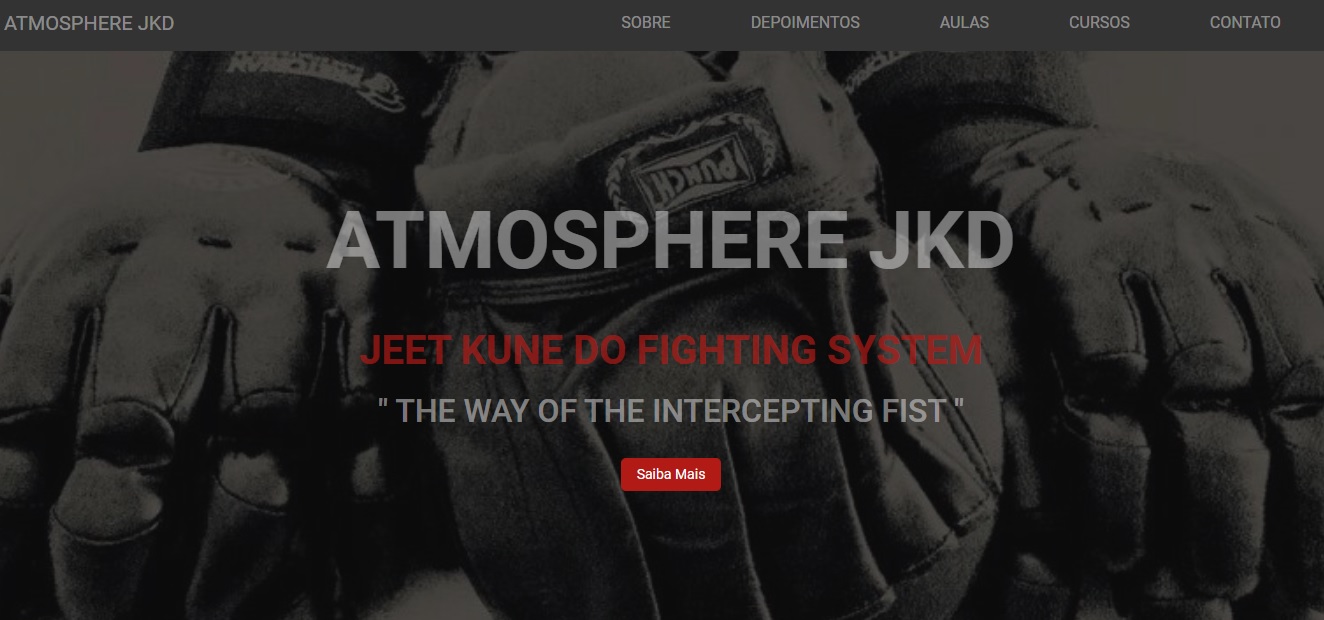 ATMOSPHERE JKD
SOBRE DEPOIMENTOS AULAS CURSOS CONTATO
PUNCH
ATMOSPHERE JKD
JEET KUNE DO FIGHTING SYSTEM
" THE WAY OF THE INTERCEPTING FIST "
Saiba Mais